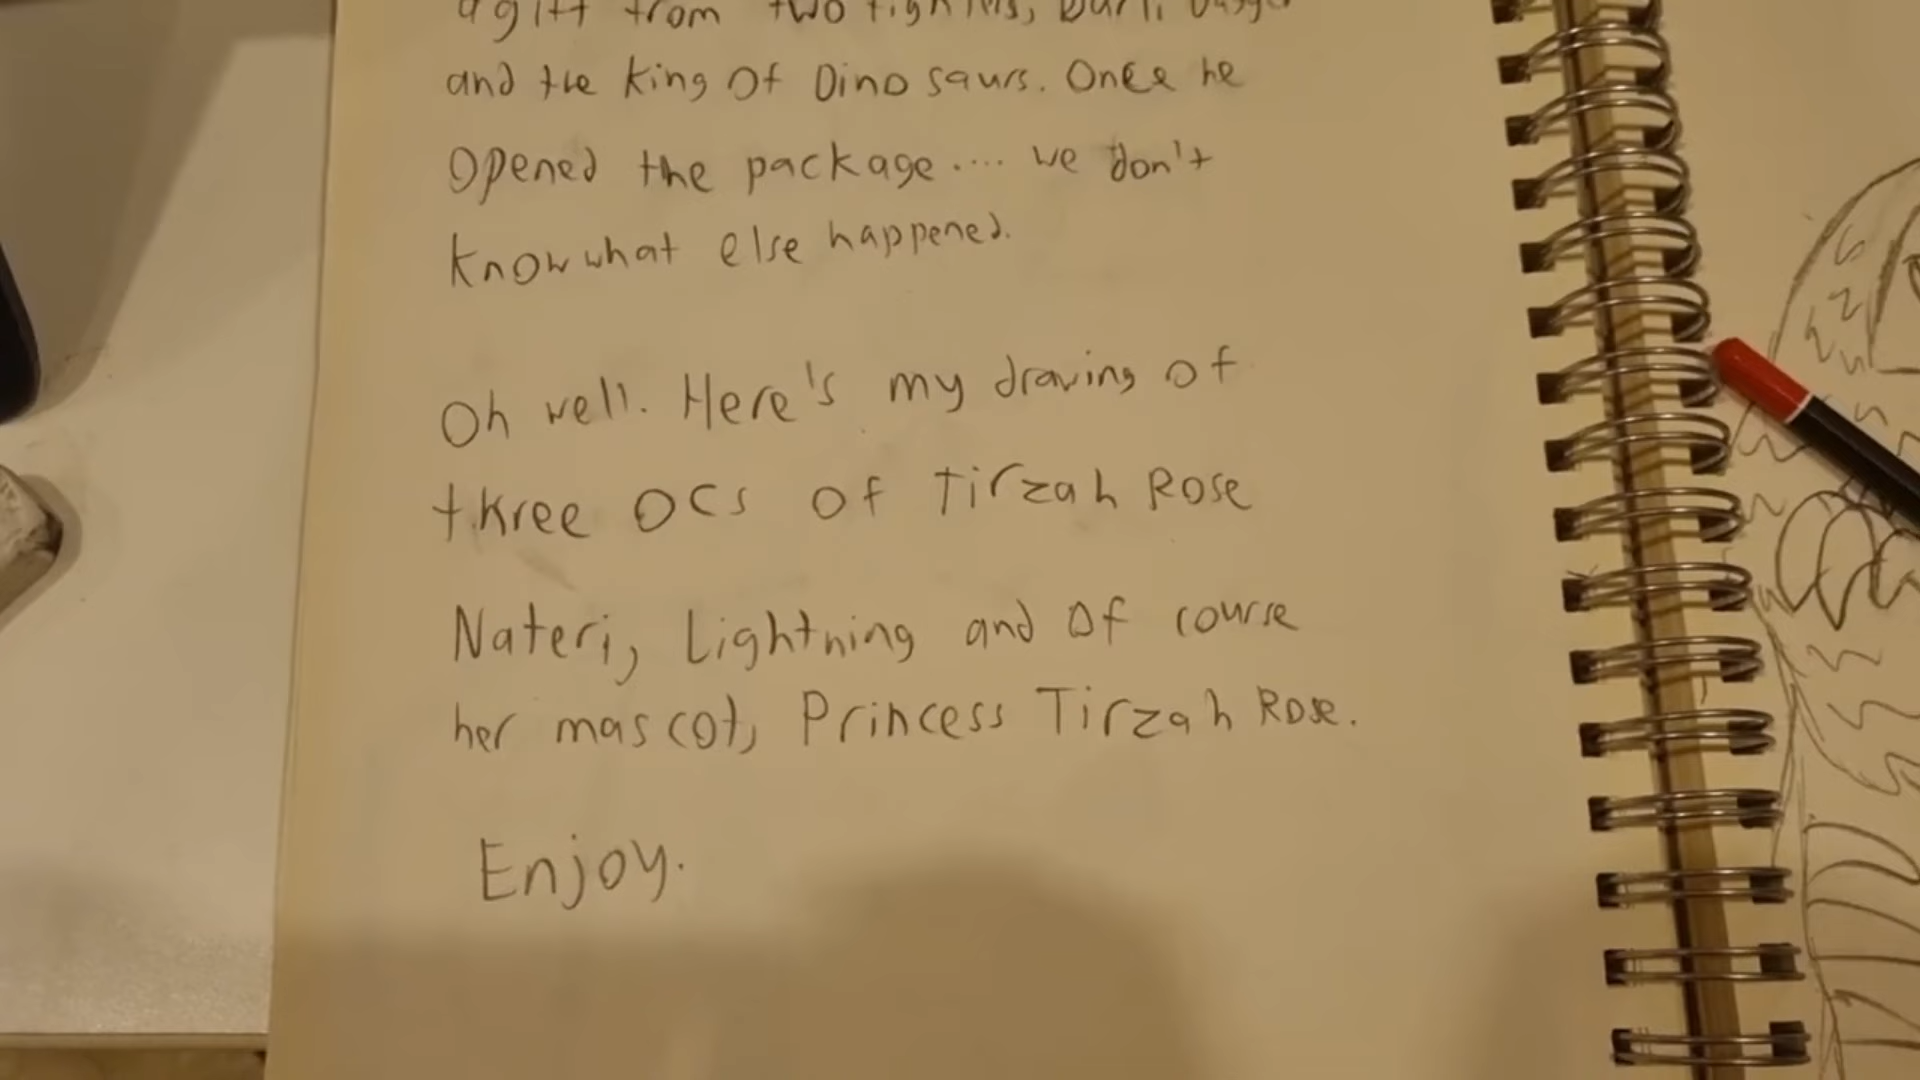 a gift from two fighters,
and the King Of Dinosaurs. Once he
Opened the package.... we don't
know what else happened.
Oh well. Here's my drawing of
three OCs of Tirzah Rose
Nateri, Lightning and Of course
her mascot, Princess Tirzah Rose.
Enjoy.